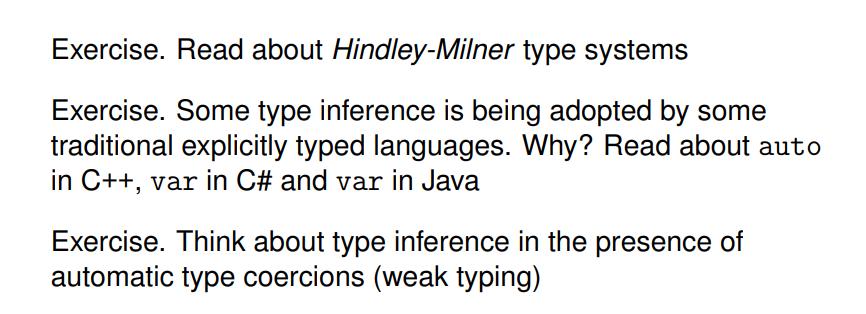 Exercise. Read about Hindley-Milner type systems
Exercise. Some type inference is being adopted by some
traditional explicitly typed languages. Why? Read about auto
in C++, var in C# and var in Java
Exercise. Think about type inference in the presence of
automatic type coercions (weak typing)